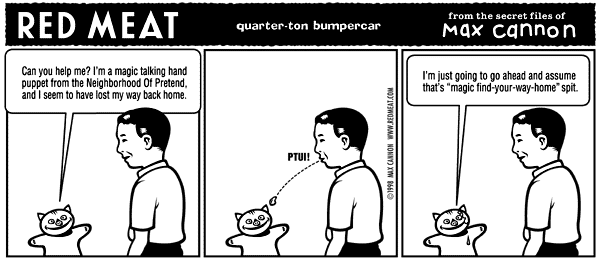 RED MEAT
quarter-ton bumpercar
from the secret files of
Max cannon
Can you help me? I'm a magic talking hand
puppet from the Neighborhood Of Pretend,
and I seem to have lost my way back home.
PTUI!
©1998 MAX CANNON WWW.REDMEAT.COM
I'm just going to go ahead and assume
that's "magic find-your-way-home" spit.